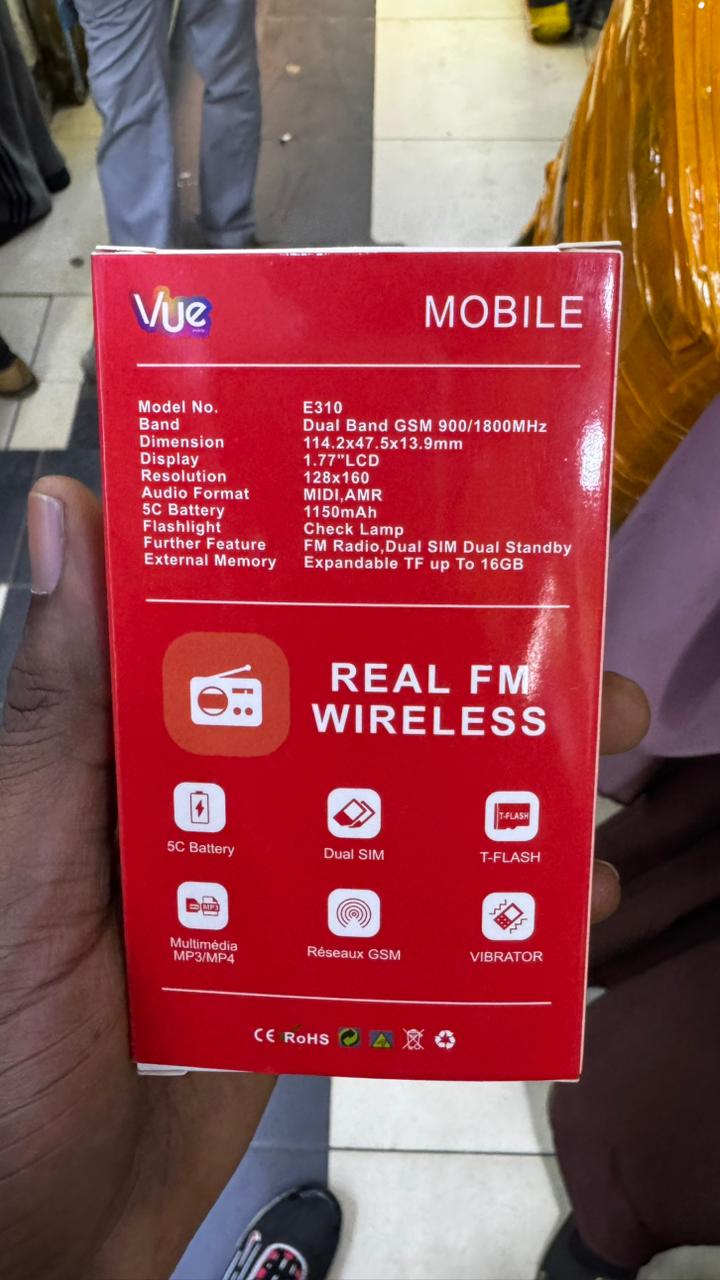 Vue
MOBILE
Model No. E310
Band Dual Band GSM 900/1800MHz
Dimension 114.2x47.5x13.9mm
Display 1.77"LCD
Resolution 128x160
Audio Format MIDI,AMR
5C Battery 1150mAh
Flashlight Check Lamp
Further Feature FM Radio,Dual SIM Dual Standby
External Memory Expandable TF up To 16GB
REAL FM
WIRELESS
T-FLASH
5C Battery Dual SIM T-FLASH
MP3
Multimédia
MP3/MP4
Réseaux GSM
VIBRATOR
CE RoHS